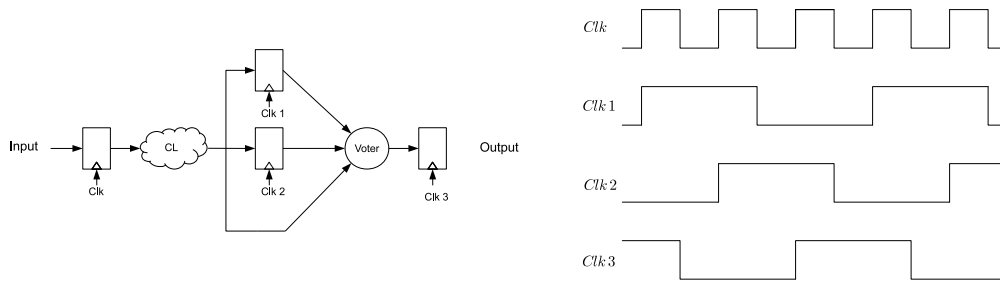 Input
Clk
CL
Clk 1
Clk 2
Voter
Clk 3
Output
Clk
Clk 1
Clk 2
Clk 3